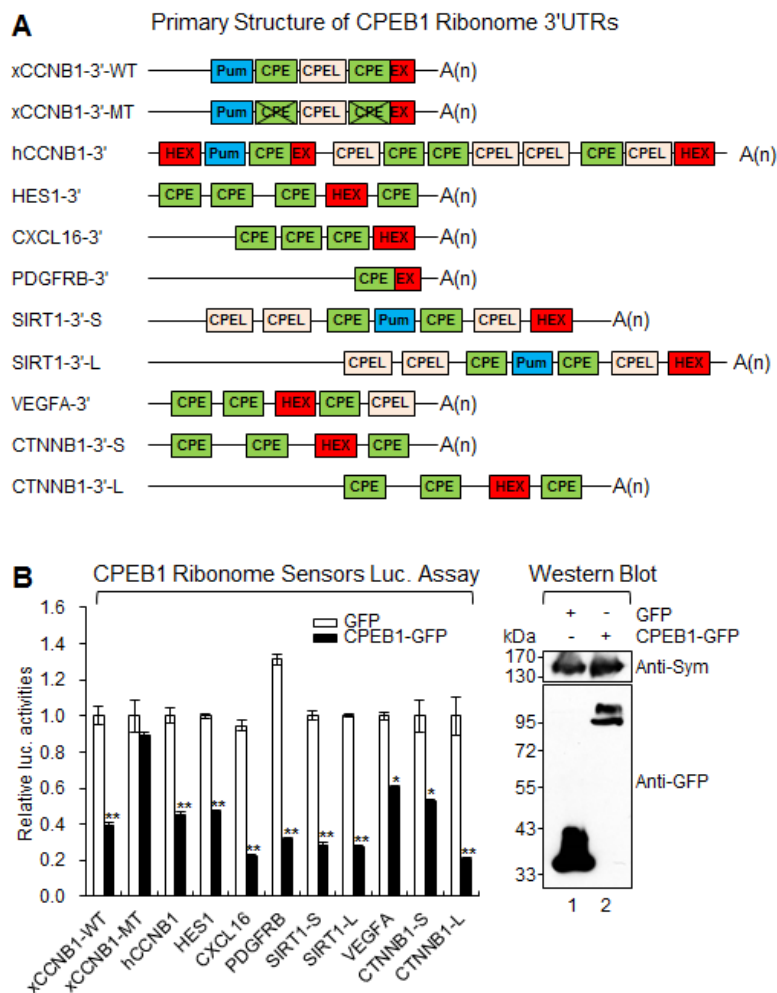 A Primary Structure of CPEB1 Ribonome 3'UTRs
xCCNB1-3'-WT Pum CPE CPEL CPE EX A(n)
xCCNB1-3'-MT Pum CPE CPEL CPE EX A(n)
hCCNB1-3' HEX Pum CPE EX CPEL CPE CPE CPEL CPEL CPE CPEL HEX A(n)
HES1-3' CPE CPE CPE HEX CPE A(n)
CXCL16-3' CPE CPE CPE HEX A(n)
PDGFRB-3' CPE EX A(n)
SIRT1-3'-S CPEL CPEL CPE Pum CPE CPEL HEX A(n)
SIRT1-3'-L CPEL CPEL CPE Pum CPE CPEL HEX A(n)
VEGFA-3' CPE CPE HEX CPE CPEL A(n)
CTNNB1-3'-S CPE CPE HEX CPE A(n)
CTNNB1-3'-L CPE CPE HEX CPE A(n)
B CPEB1 Ribonome Sensors Luc. Assay
Relative luc. activities
1.6
1.4
1.2
1.0
0.8
0.6
0.4
0.2
0.0
GFP
CPEB1-GFP
** ** ** ** ** ** ** * * **
xCCNB1-WT
xCCNB1-MT
hCCNB1
HES1
CXCL16
PDGFRB
SIRT1-S
SIRT1-L
VEGFA
CTNNB1-S
CTNNB1-L
Western Blot
+ - GFP
kDa - + CPEB1-GFP
170
130
Anti-Sym
95
72
55
43
33
Anti-GFP
1 2